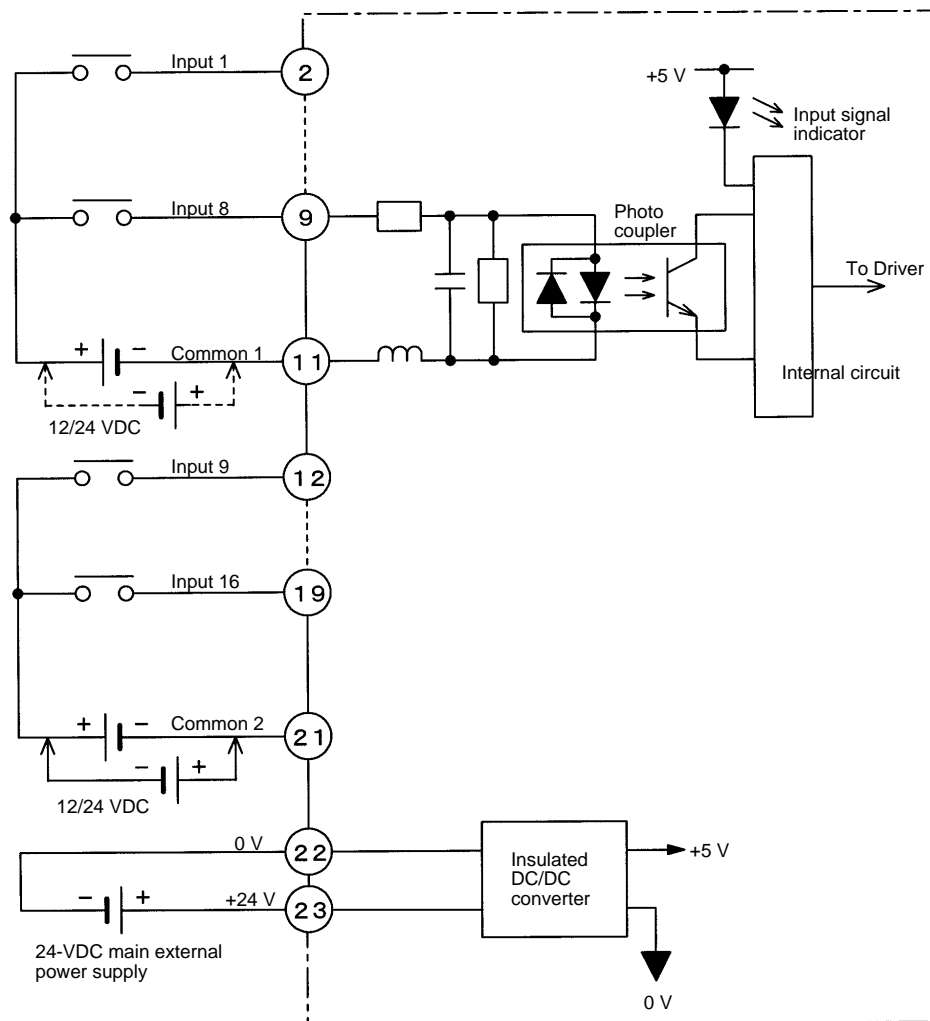 Input 1
2
+5 V
Input signal
indicator
Input 8
9
Photo
coupler
To Driver
+ − Common 1
11
Internal circuit
− +
12/24 VDC
Input 9
12
Input 16
19
+ − Common 2
21
− +
12/24 VDC
0 V
22
Insulated
DC/DC
converter
+5 V
− + +24 V
23
24-VDC main external
power supply
0 V